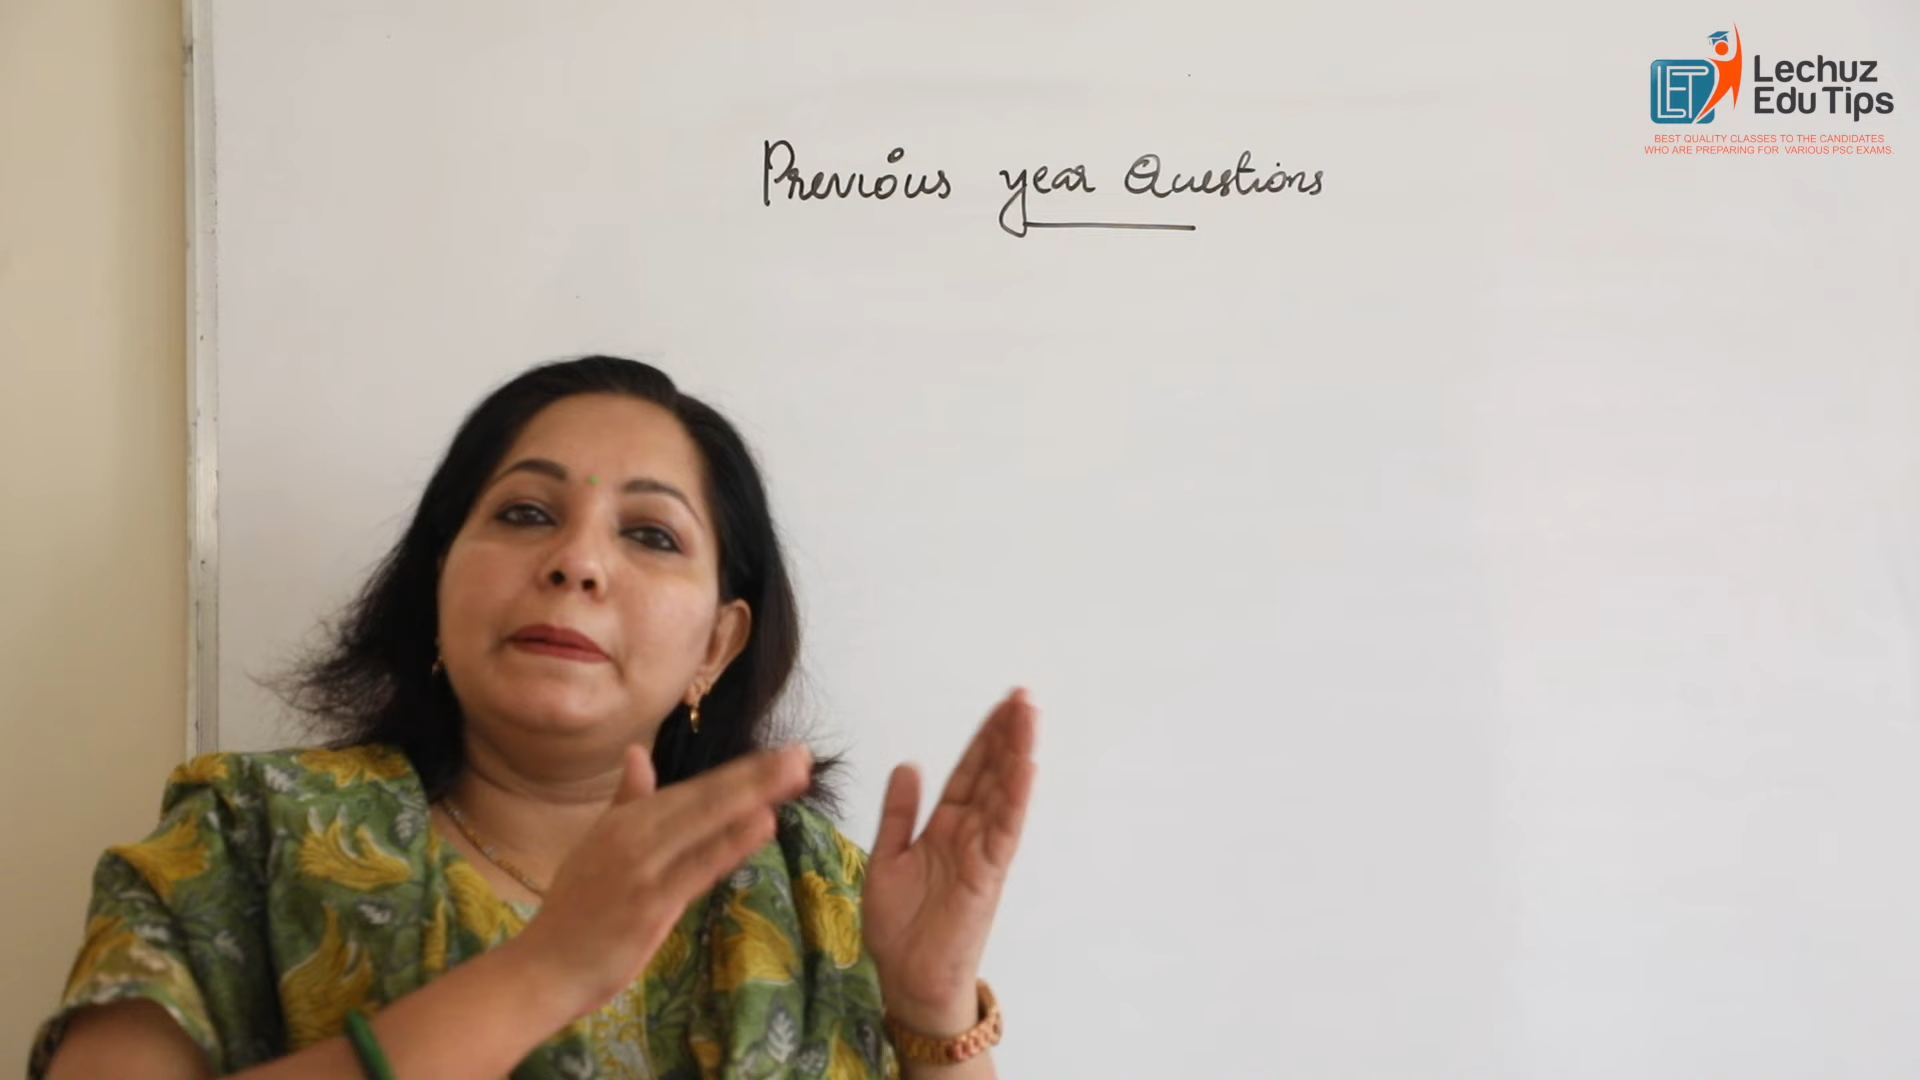 Previous year Questions
LET
Lechuz
Edu Tips
BEST QUALITY CLASSES TO THE CANDIDATES
WHO ARE PREPARING FOR VARIOUS PSC EXAMS.